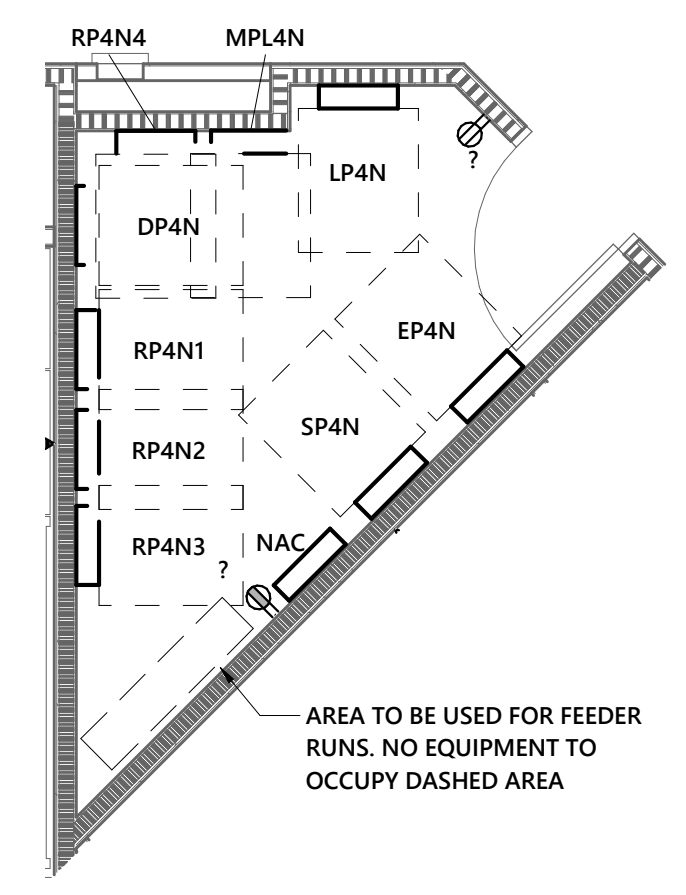 RP4N4
MPL4N
?
LP4N
DP4N
EP4N
RP4N1
SP4N
RP4N2
NAC
RP4N3
?
AREA TO BE USED FOR FEEDER
RUNS. NO EQUIPMENT TO
OCCUPY DASHED AREA